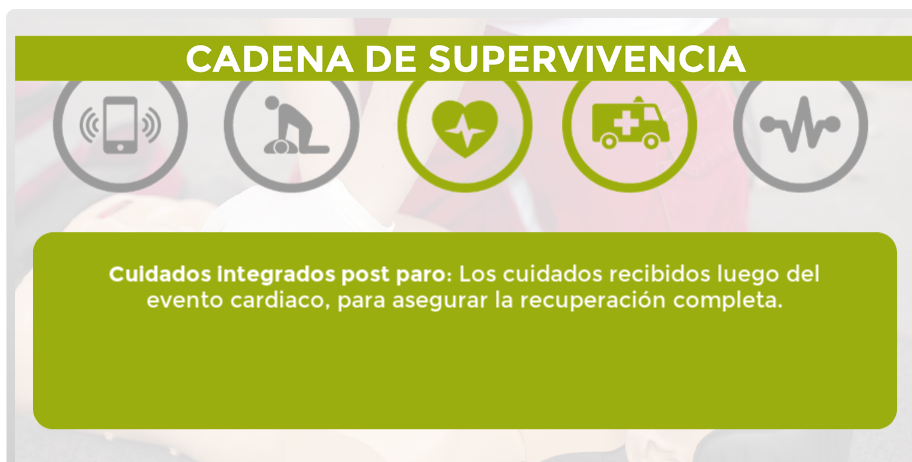 CADENA DE SUPERVIVENCIA
Cuidados integrados post paro: Los cuidados recibidos luego del
evento cardiaco, para asegurar la recuperación completa.